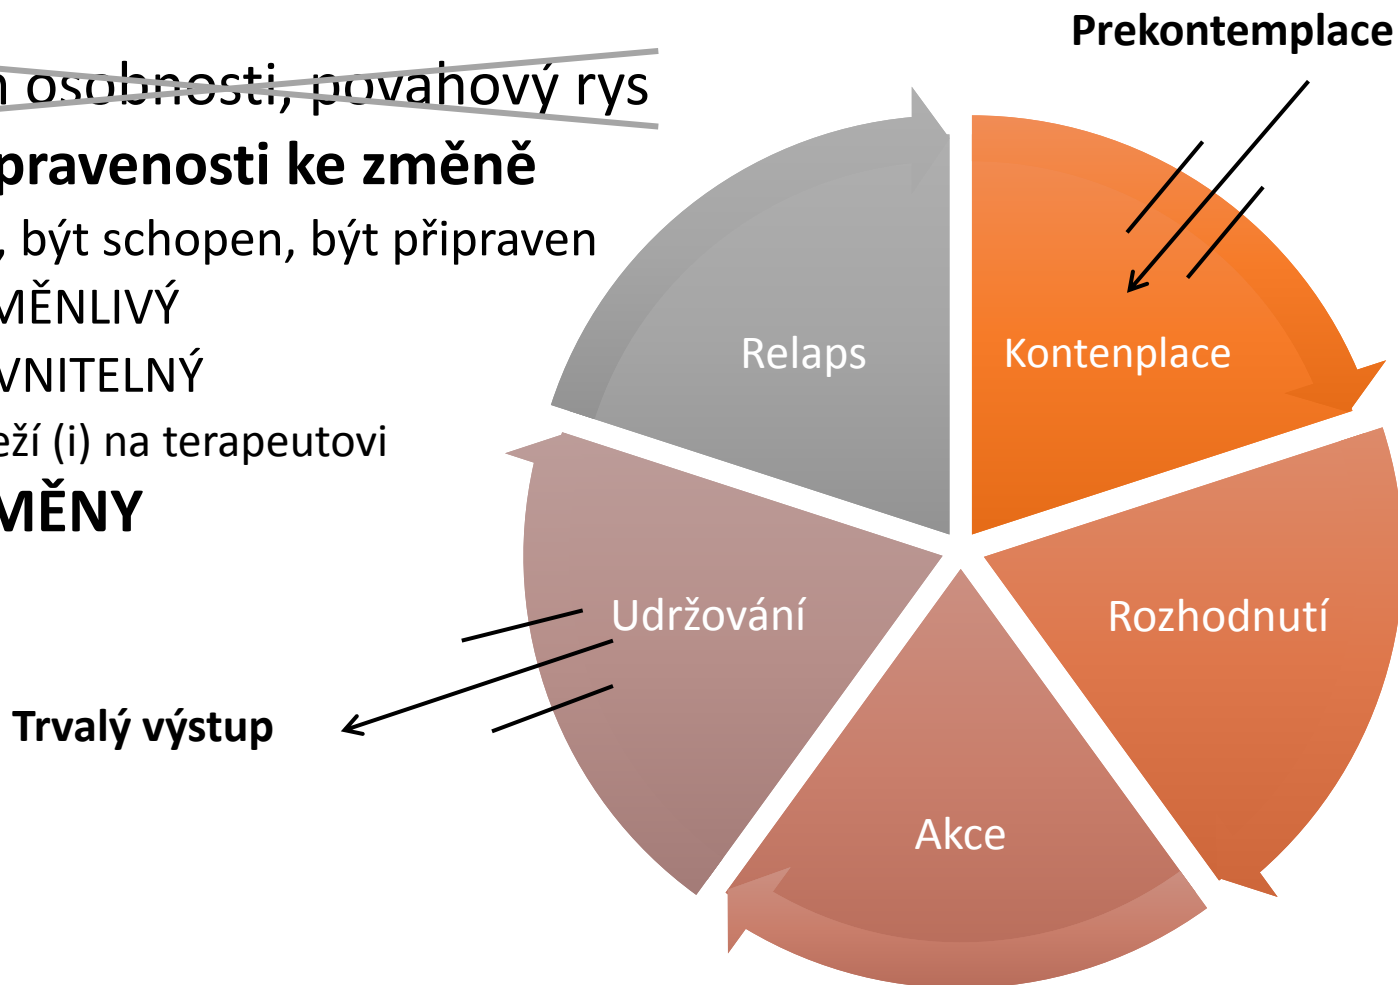 Prekontemplace
osobnosti, povahový rys
pravenosti ke změně
, být schopen, být připraven
MĚNLIVÝ
VNITELNÝ
eží (i) na terapeutovi
MĚNY
Relaps
Kontenplace
Udržování
Rozhodnutí
Trvalý výstup
Akce